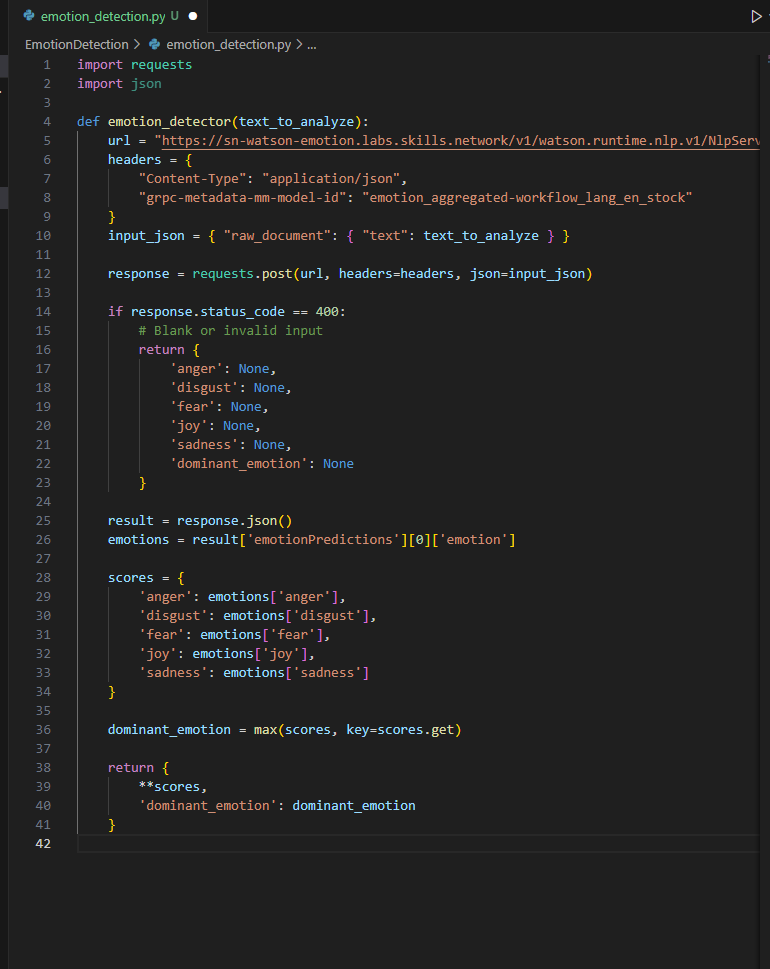 emotion_detection.py U
EmotionDetection > emotion_detection.py > ...
1 import requests
2 import json
3
4 def emotion_detector(text_to_analyze):
5     url = "https://sn-watson-emotion.labs.skills.network/v1/watson.runtime.nlp.v1/NlpServ
6     headers = {
7         "Content-Type": "application/json",
8         "grpc-metadata-mm-model-id": "emotion_aggregated-workflow_lang_en_stock"
9     }
10     input_json = { "raw_document": { "text": text_to_analyze } }
11
12     response = requests.post(url, headers=headers, json=input_json)
13
14     if response.status_code == 400:
15         # Blank or invalid input
16         return {
17             'anger': None,
18             'disgust': None,
19             'fear': None,
20             'joy': None,
21             'sadness': None,
22             'dominant_emotion': None
23         }
24
25     result = response.json()
26     emotions = result['emotionPredictions'][0]['emotion']
27
28     scores = {
29         'anger': emotions['anger'],
30         'disgust': emotions['disgust'],
31         'fear': emotions['fear'],
32         'joy': emotions['joy'],
33         'sadness': emotions['sadness']
34     }
35
36     dominant_emotion = max(scores, key=scores.get)
37
38     return {
39         **scores,
40         'dominant_emotion': dominant_emotion
41     }
42